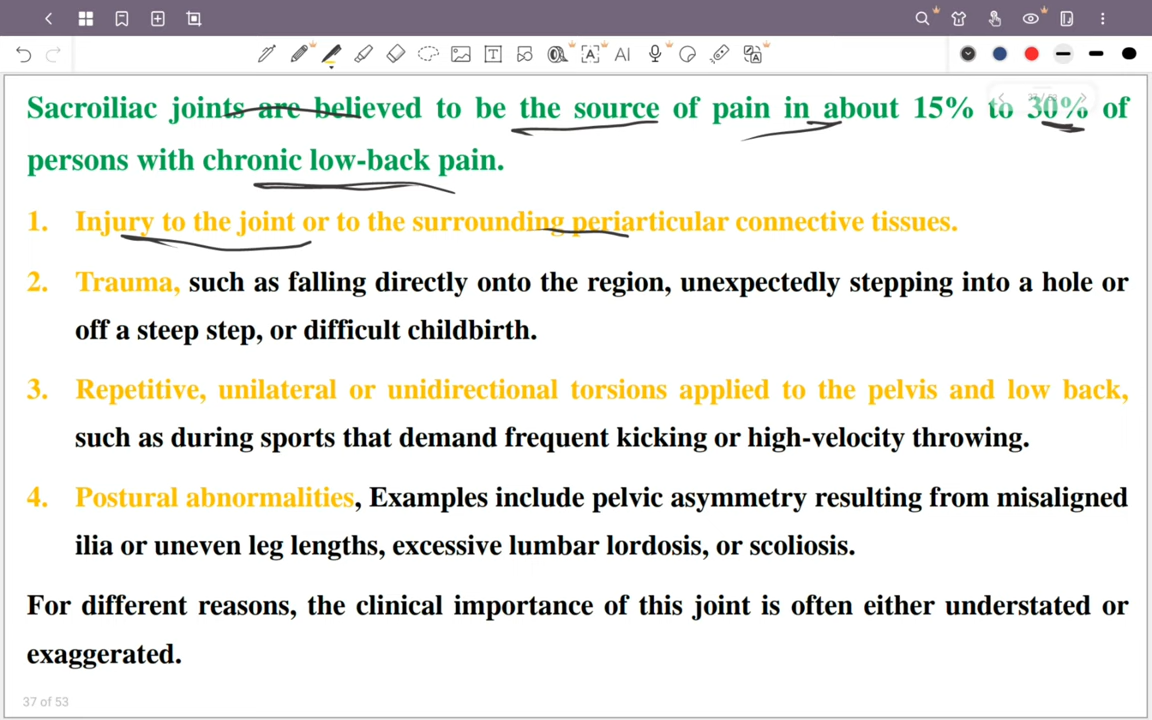 Sacroiliac joints are believed to be the source of pain in about 15% to 30% of
persons with chronic low-back pain.
1. Injury to the joint or to the surrounding periarticular connective tissues.
2. Trauma, such as falling directly onto the region, unexpectedly stepping into a hole or
off a steep step, or difficult childbirth.
3. Repetitive, unilateral or unidirectional torsions applied to the pelvis and low back,
such as during sports that demand frequent kicking or high-velocity throwing.
4. Postural abnormalities, Examples include pelvic asymmetry resulting from misaligned
ilia or uneven leg lengths, excessive lumbar lordosis, or scoliosis.
For different reasons, the clinical importance of this joint is often either understated or
exaggerated.
37 of 53